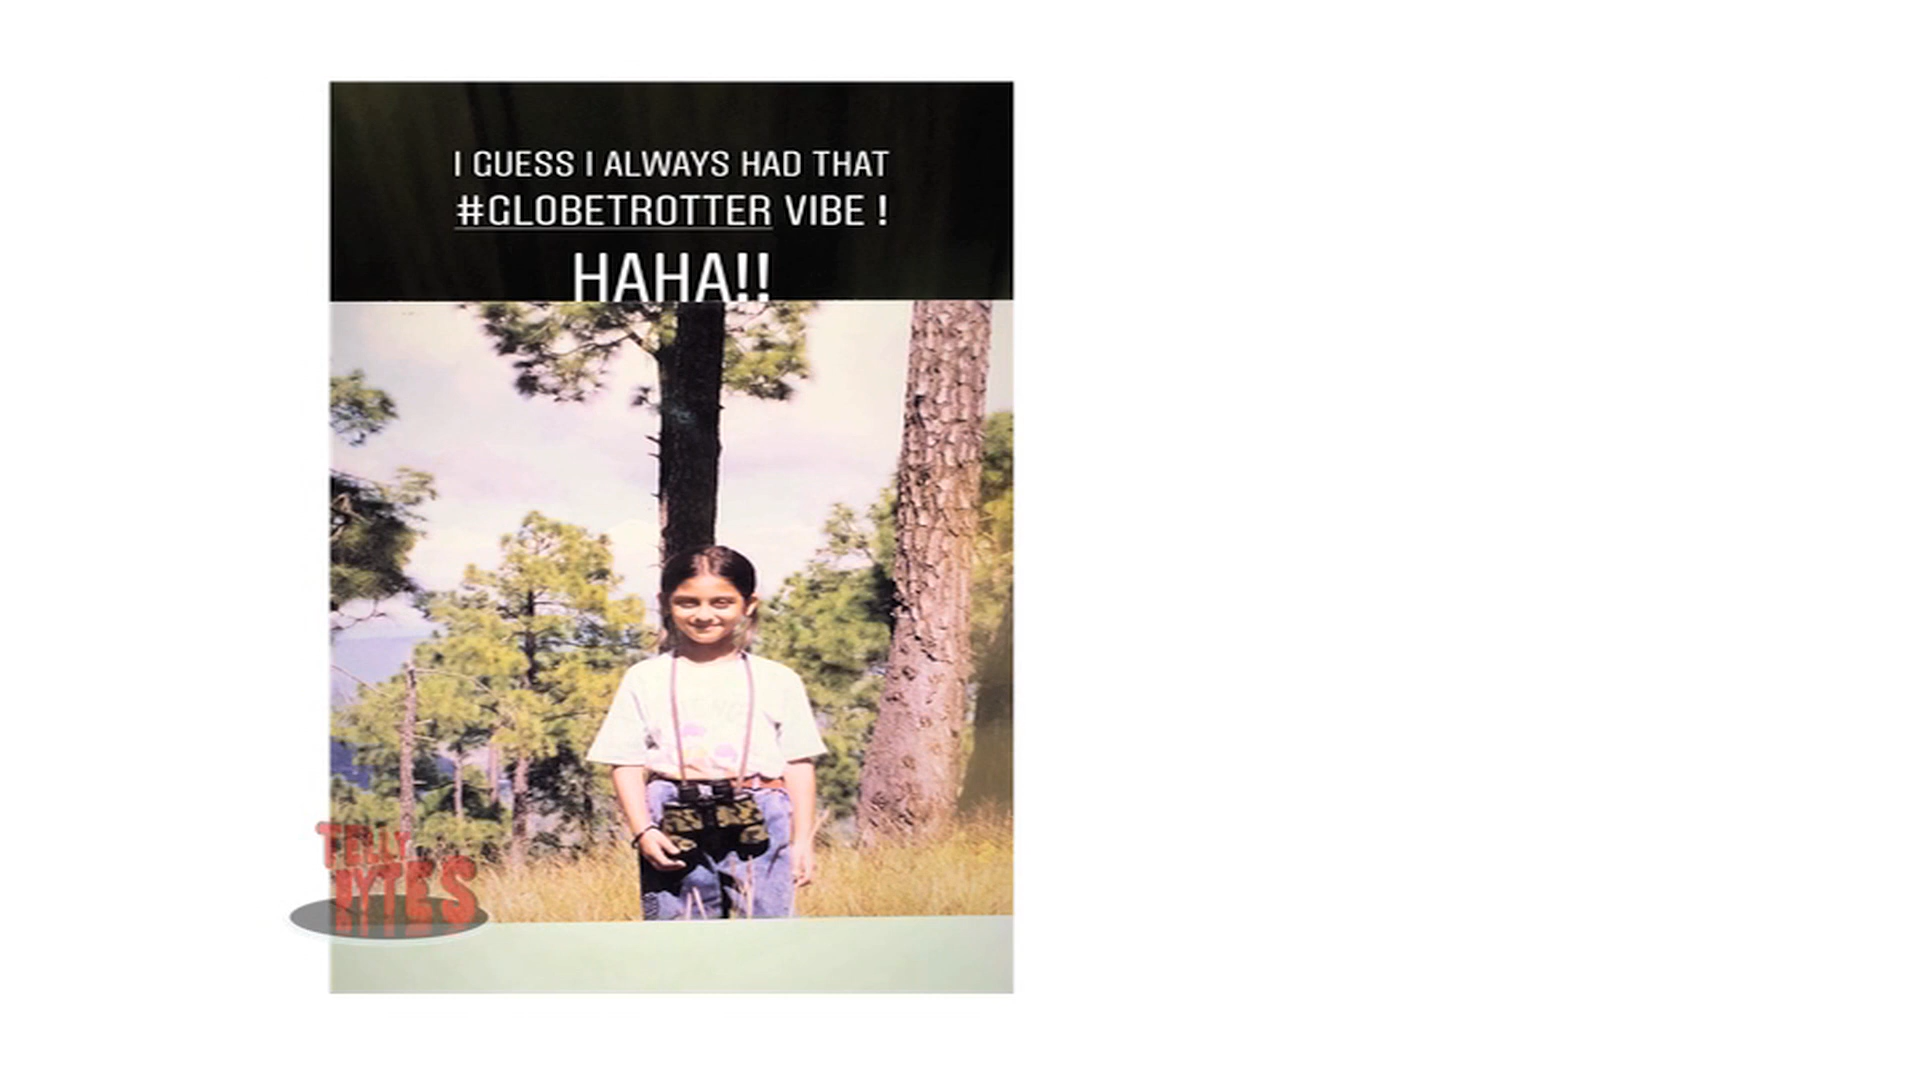 I GUESS I ALWAYS HAD THAT
#GLOBETROTTER VIBE !
HAHA!!
TELLY
BYTES